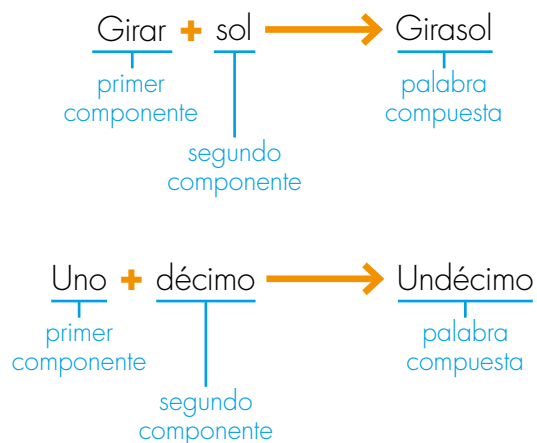 Girar + sol → Girasol
primer
componente
palabra
compuesta
segundo
componente
Uno + décimo → Undécimo
primer
componente
palabra
compuesta
segundo
componente